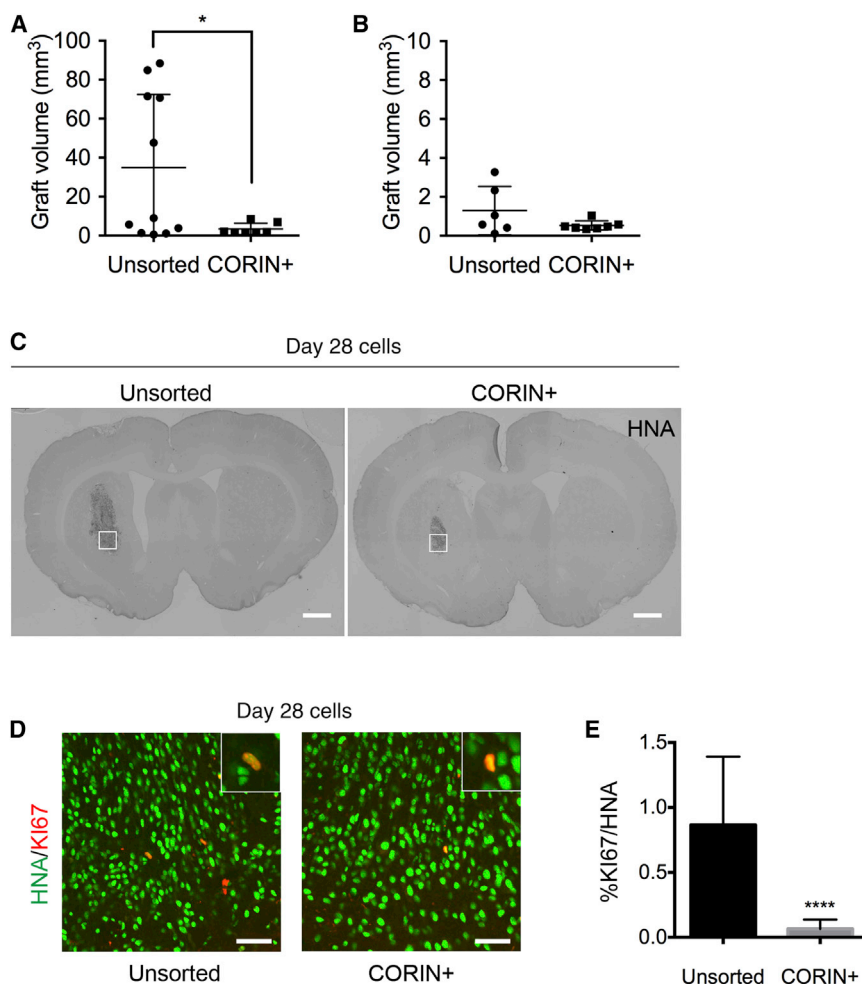 A
*
Graft volume (mm³)
100
80
60
40
20
0
Unsorted CORIN+
B
Graft volume (mm³)
10
8
6
4
2
0
Unsorted CORIN+
C
Day 28 cells
Unsorted
CORIN+
HNA
D
Day 28 cells
HNA/KI67
Unsorted
CORIN+
E
%KI67/HNA
1.5
1.0
0.5
0.0
****
Unsorted CORIN+